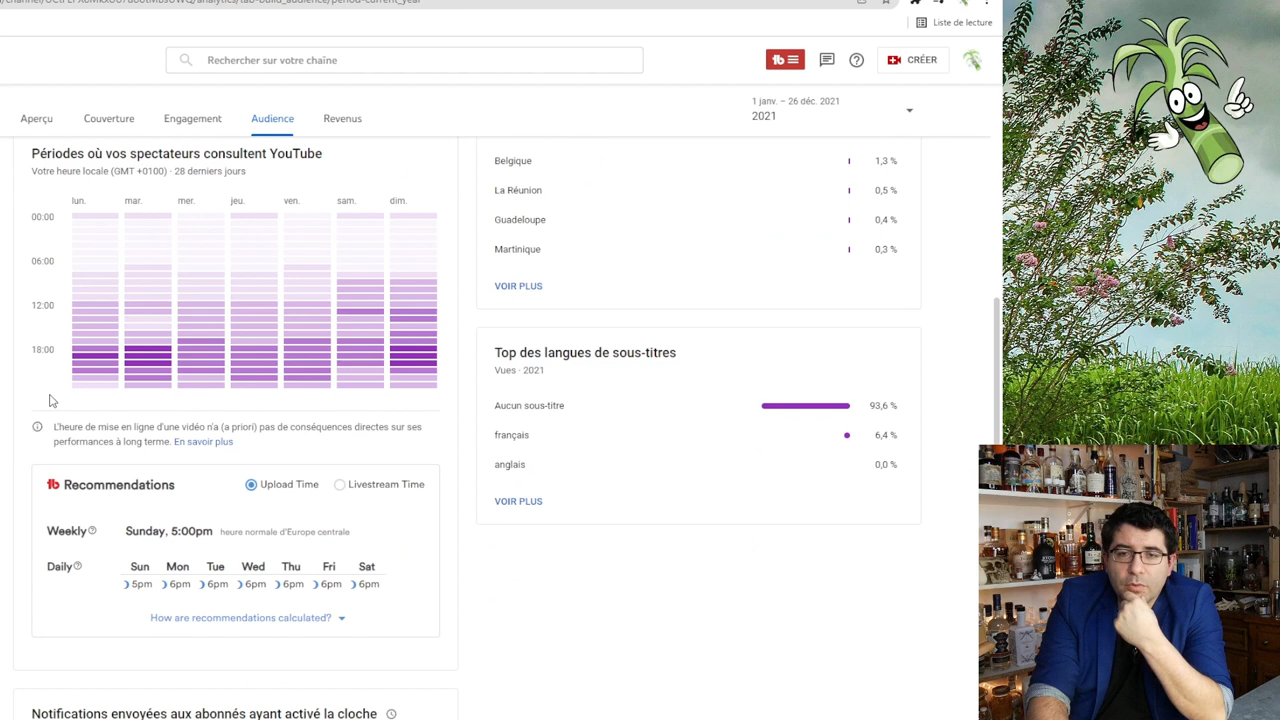 Liste de lecture
Rechercher sur votre chaîne
tb
CRÉER
Aperçu
Couverture
Engagement
Audience
Revenus
1 janv. – 26 déc. 2021
2021
Périodes où vos spectateurs consultent YouTube
Votre heure locale (GMT +0100) · 28 derniers jours
lun. mar. mer. jeu. ven. sam. dim.
00:00
06:00
12:00
18:00
L'heure de mise en ligne d'une vidéo n'a (a priori) pas de conséquences directes sur ses
performances à long terme. En savoir plus
tb Recommendations
Upload Time
Livestream Time
Weekly
Sunday, 5:00pm heure normale d'Europe centrale
Daily
Sun Mon Tue Wed Thu Fri Sat
5pm 6pm 6pm 6pm 6pm 6pm 6pm
How are recommendations calculated?
Notifications envoyées aux abonnés ayant activé la cloche
Belgique 1,3 %
La Réunion 0,5 %
Guadeloupe 0,4 %
Martinique 0,3 %
VOIR PLUS
Top des langues de sous-titres
Vues · 2021
Aucun sous-titre 93,6 %
français 6,4 %
anglais 0,0 %
VOIR PLUS